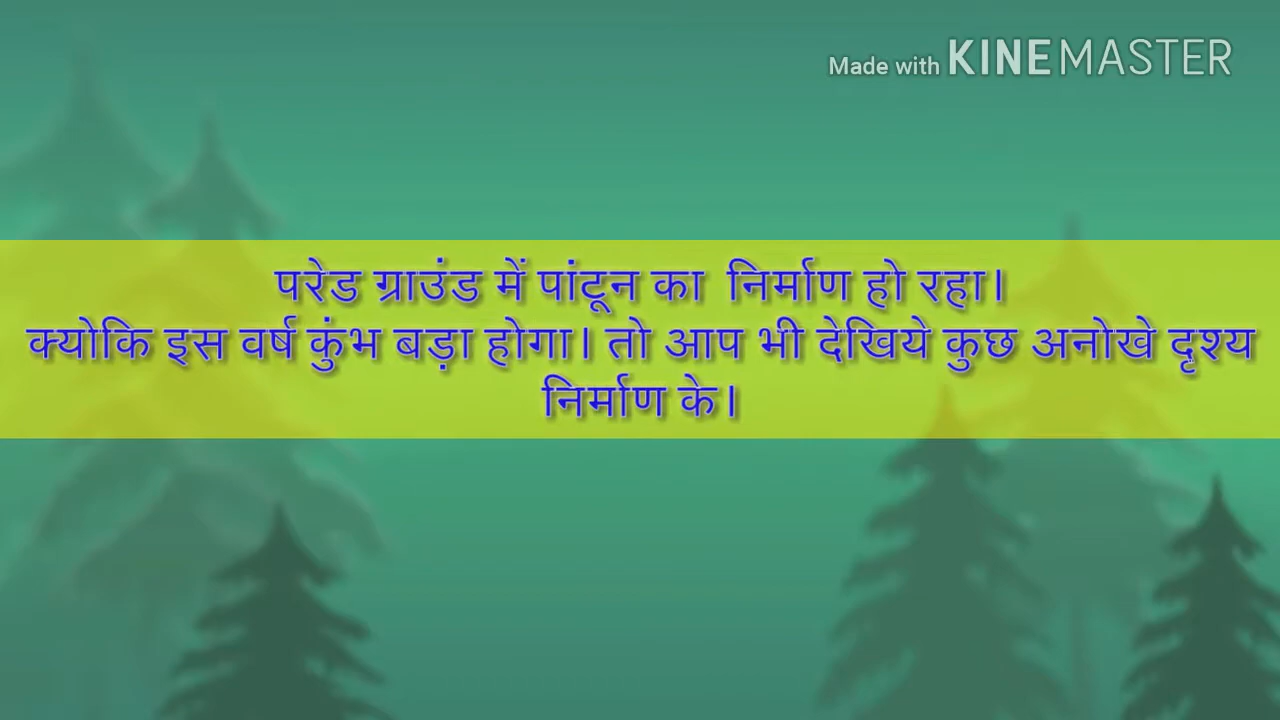 Made with KINEMASTER
परेड ग्राउंड में पांटून का निर्माण हो रहा।
क्योकि इस वर्ष कुंभ बड़ा होगा। तो आप भी देखिये कुछ अनोखे दृश्य
निर्माण के।